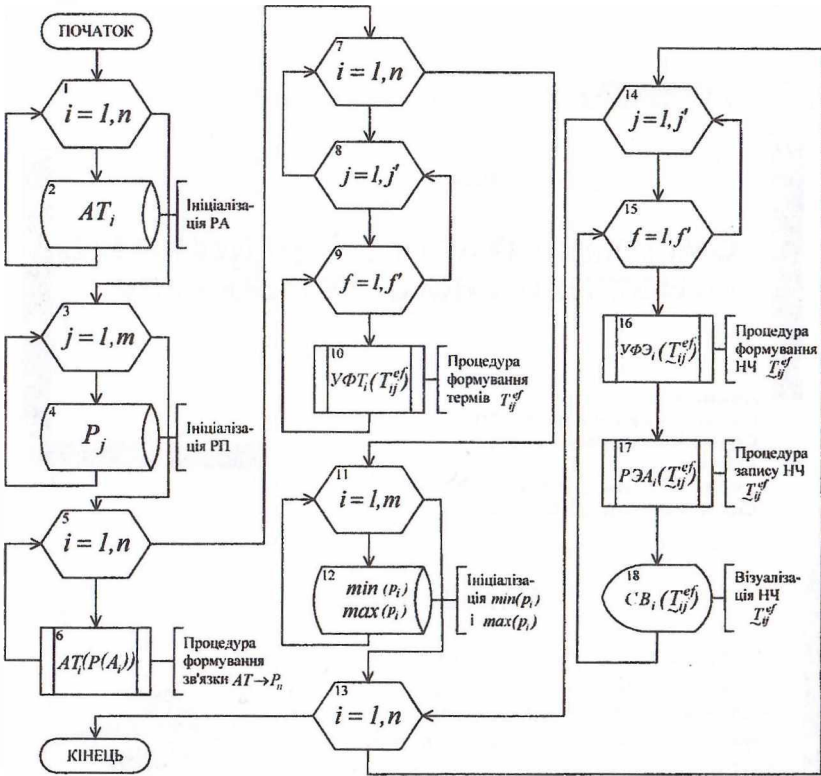 ПОЧАТОК
1
i = 1,n
2
AT_i
Ініціаліза-
ція РА
3
j = 1,m
4
P_j
Ініціаліза-
ція РП
5
i = 1,n
6
AT_i(P(A_i))
Процедура
формування
зв'язки AT→P_n
КІНЕЦЬ
7
i = 1,n
8
j=1,j'
9
f=1,f'
10
УФТ_i(T_ij^ef)
Процедура
формування
термів T_ij^ef
11
i = 1,m
12
min (p_i)
max (p_i)
Ініціаліза-
ція min(p_i)
і max(p_i)
13
i = 1,n
14
j=1,j'
15
f=1,f'
16
УФЭ_i(T_ij^ef)
Процедура
формування
НЧ T_ij^ef
17
РЭА_i(T_ij^ef)
Процедура
запису НЧ
T_ij^ef
18
СВ_i(T_ij^ef)
Візуаліза-
ція НЧ
T_ij^ef